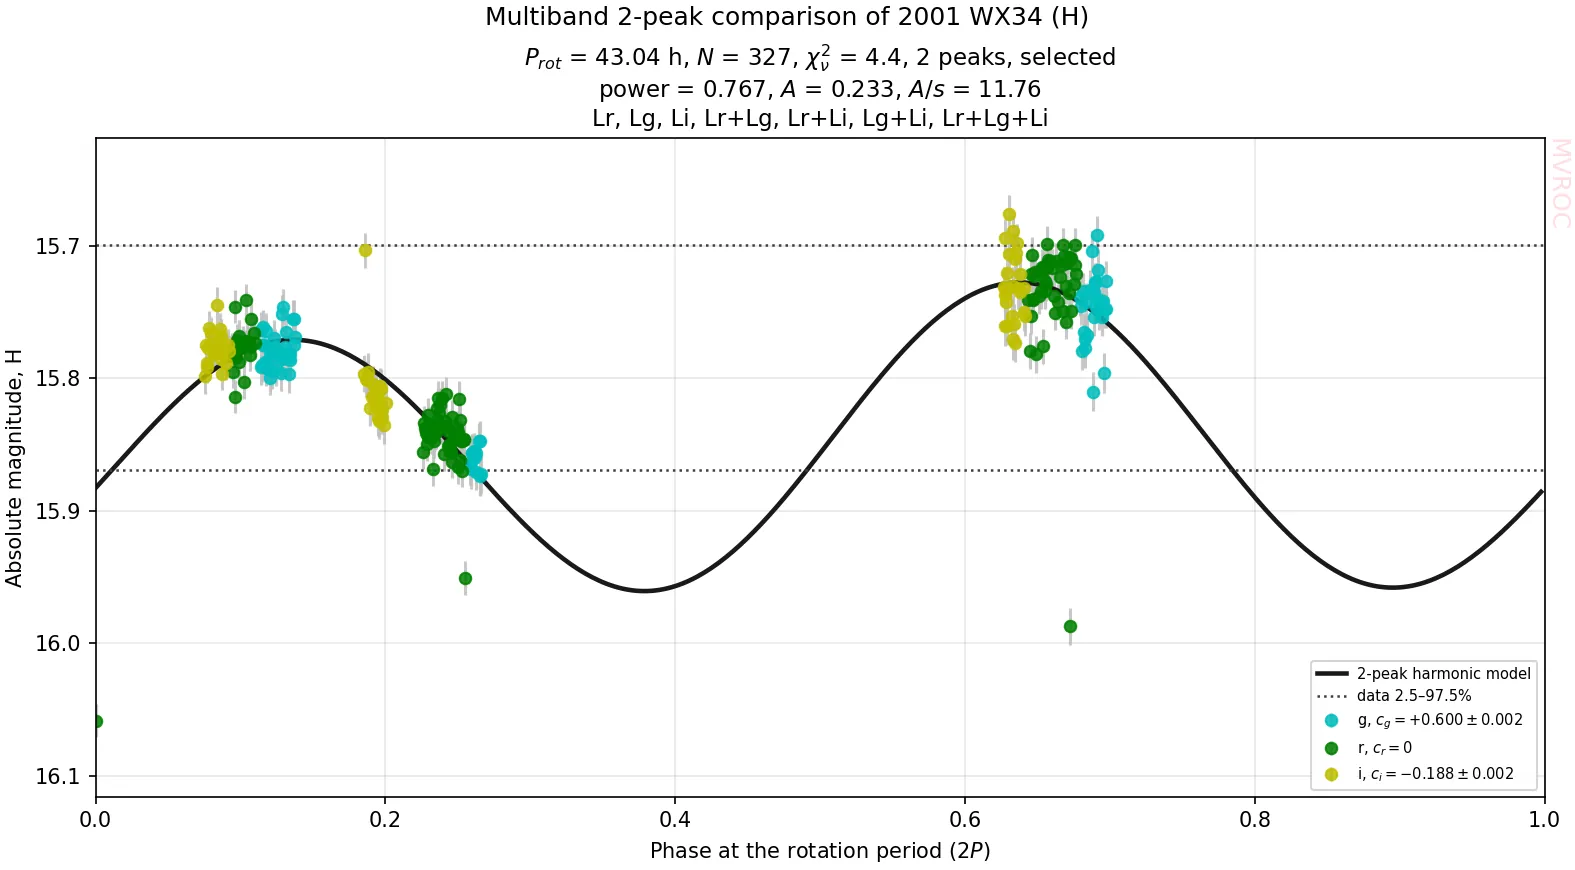 Multiband 2-peak comparison of 2001 WX34 (H)
P_rot = 43.04 h, N = 327, χ²_ν = 4.4, 2 peaks, selected
power = 0.767, A = 0.233, A/s = 11.76
Lr, Lg, Li, Lr+Lg, Lr+Li, Lg+Li, Lr+Lg+Li
MVROC
Absolute magnitude, H
15.7
15.8
15.9
16.0
16.1
2-peak harmonic model
data 2.5–97.5%
g, c_g = +0.600 ± 0.002
r, c_r = 0
i, c_i = −0.188 ± 0.002
0.0 0.2 0.4 0.6 0.8 1.0
Phase at the rotation period (2P)